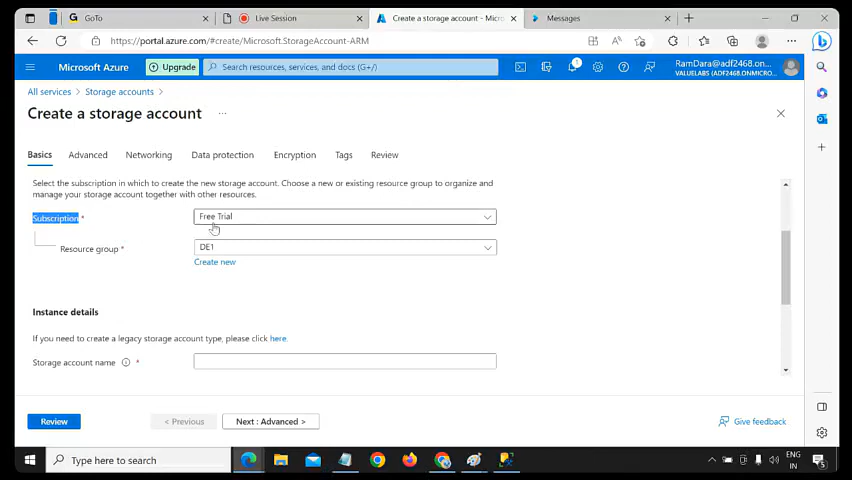 GoTo
Live Session
Create a storage account - Micro
Messages
https://portal.azure.com/#create/Microsoft.StorageAccount-ARM
Microsoft Azure
Upgrade
Search resources, services, and docs (G+/)
1
RamDara@adf2468.on...
VALUELABS (ADF2468.ONMICRO...
All services > Storage accounts >
Create a storage account ...
Basics Advanced Networking Data protection Encryption Tags Review
Select the subscription in which to create the new storage account. Choose a new or existing resource group to organize and
manage your storage account together with other resources.
Subscription *
Free Trial
Resource group *
DE1
Create new
Instance details
If you need to create a legacy storage account type, please click here.
Storage account name *
Review
< Previous
Next : Advanced >
Give feedback
Type here to search
ENG
IN
5